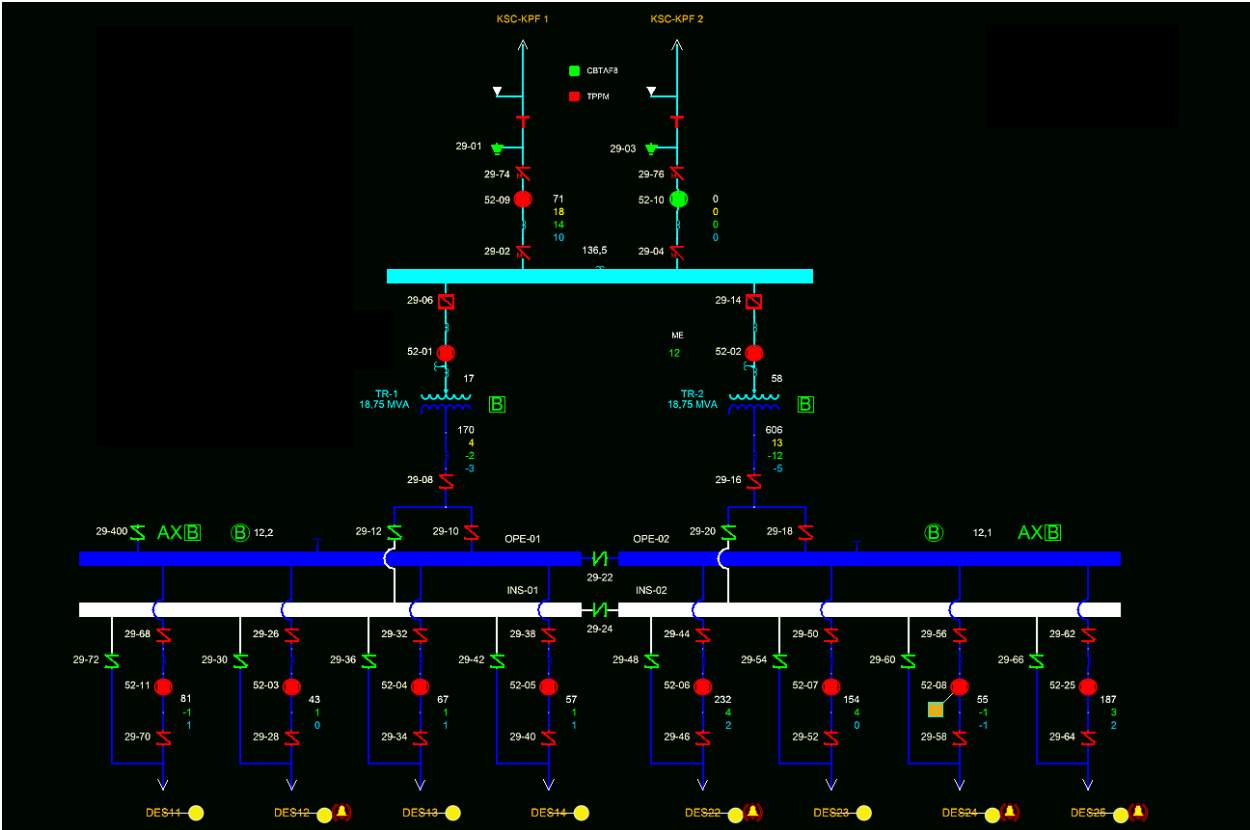 KSC-KPF 1 KSC-KPF 2
CBTAF8
TPPM
29-01 29-03
29-74 29-76
52-09 71 52-10 0
18 0
14 0
10 0
29-02 136,5 29-04
29-06 29-14
ME
52-01 12 52-02
17 58
TR-1 TR-2
18,75 MVA B 18,75 MVA B
170 606
4 13
-2 -12
-3 -5
29-08 29-16
29-400 AX B B 12,2 29-12 29-10 29-20 29-18 B 12,1 AX B
OPE-01 OPE-02
29-22
INS-01 INS-02
29-24
29-68 29-26 29-32 29-38 29-44 29-50 29-56 29-62
29-72 29-30 29-36 29-42 29-48 29-54 29-60 29-66
52-11 52-03 52-04 52-05 52-06 52-07 52-08 52-25
81 43 67 57 232 154 55 187
-1 1 1 1 4 4 -1 3
1 0 1 1 2 0 -1 2
29-70 29-28 29-34 29-40 29-46 29-52 29-58 29-64
DES11 DES12 DES13 DES14 DES22 DES23 DES24 DES25